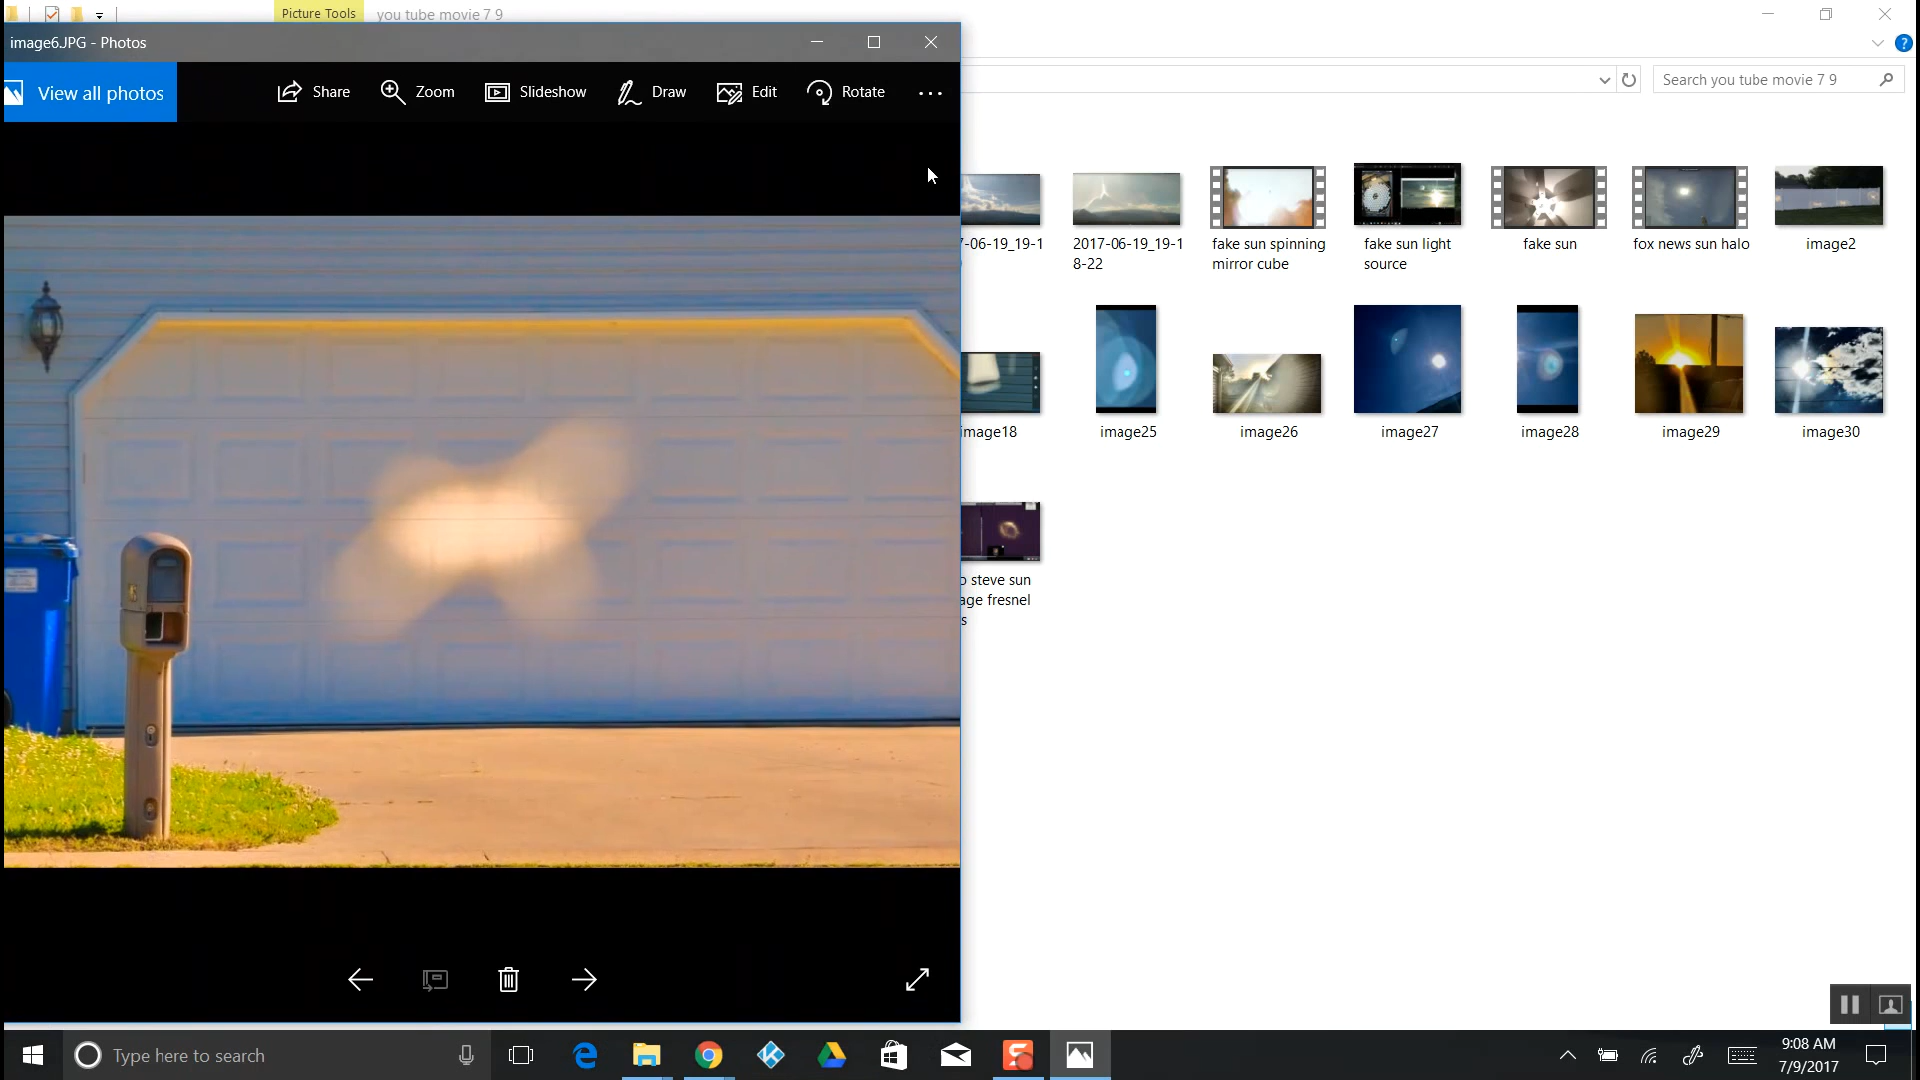 Picture Tools
you tube movie 7 9
image6.JPG - Photos
View all photos
Share
Zoom
Slideshow
Draw
Edit
Rotate
Search you tube movie 7 9
7-06-19_19-1
2017-06-19_19-1
8-22
fake sun spinning
mirror cube
fake sun light
source
fake sun
fox news sun halo
image2
image18
image25
image26
image27
image28
image29
image30
steve sun
fresnel
Type here to search
9:08 AM
7/9/2017